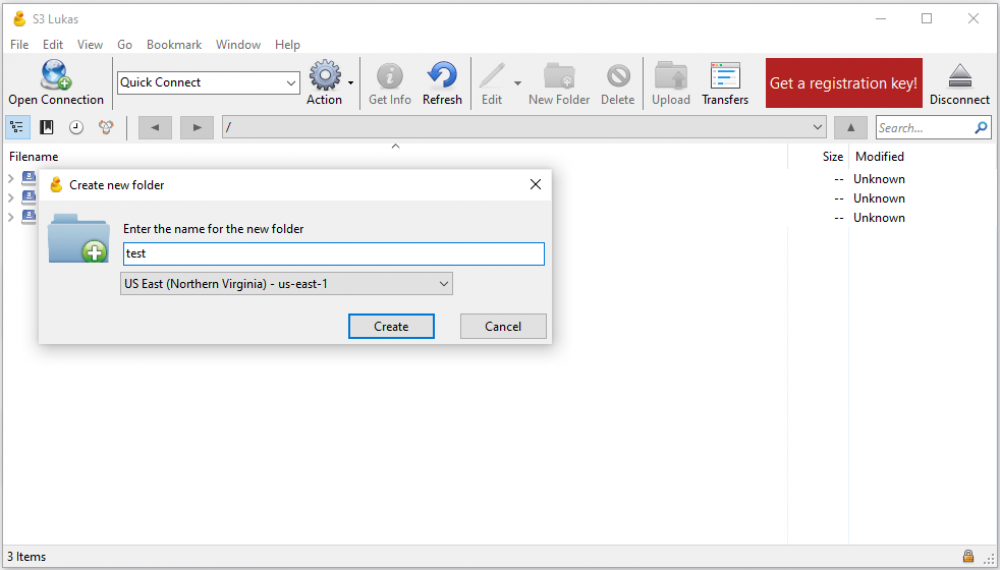 S3 Lukas
File Edit View Go Bookmark Window Help
Open Connection Quick Connect Action Get Info Refresh Edit New Folder Delete Upload Transfers Get a registration key! Disconnect
/ Search...
Filename Size Modified
-- Unknown
-- Unknown
-- Unknown
Create new folder
Enter the name for the new folder
test
US East (Northern Virginia) - us-east-1
Create Cancel
3 Items